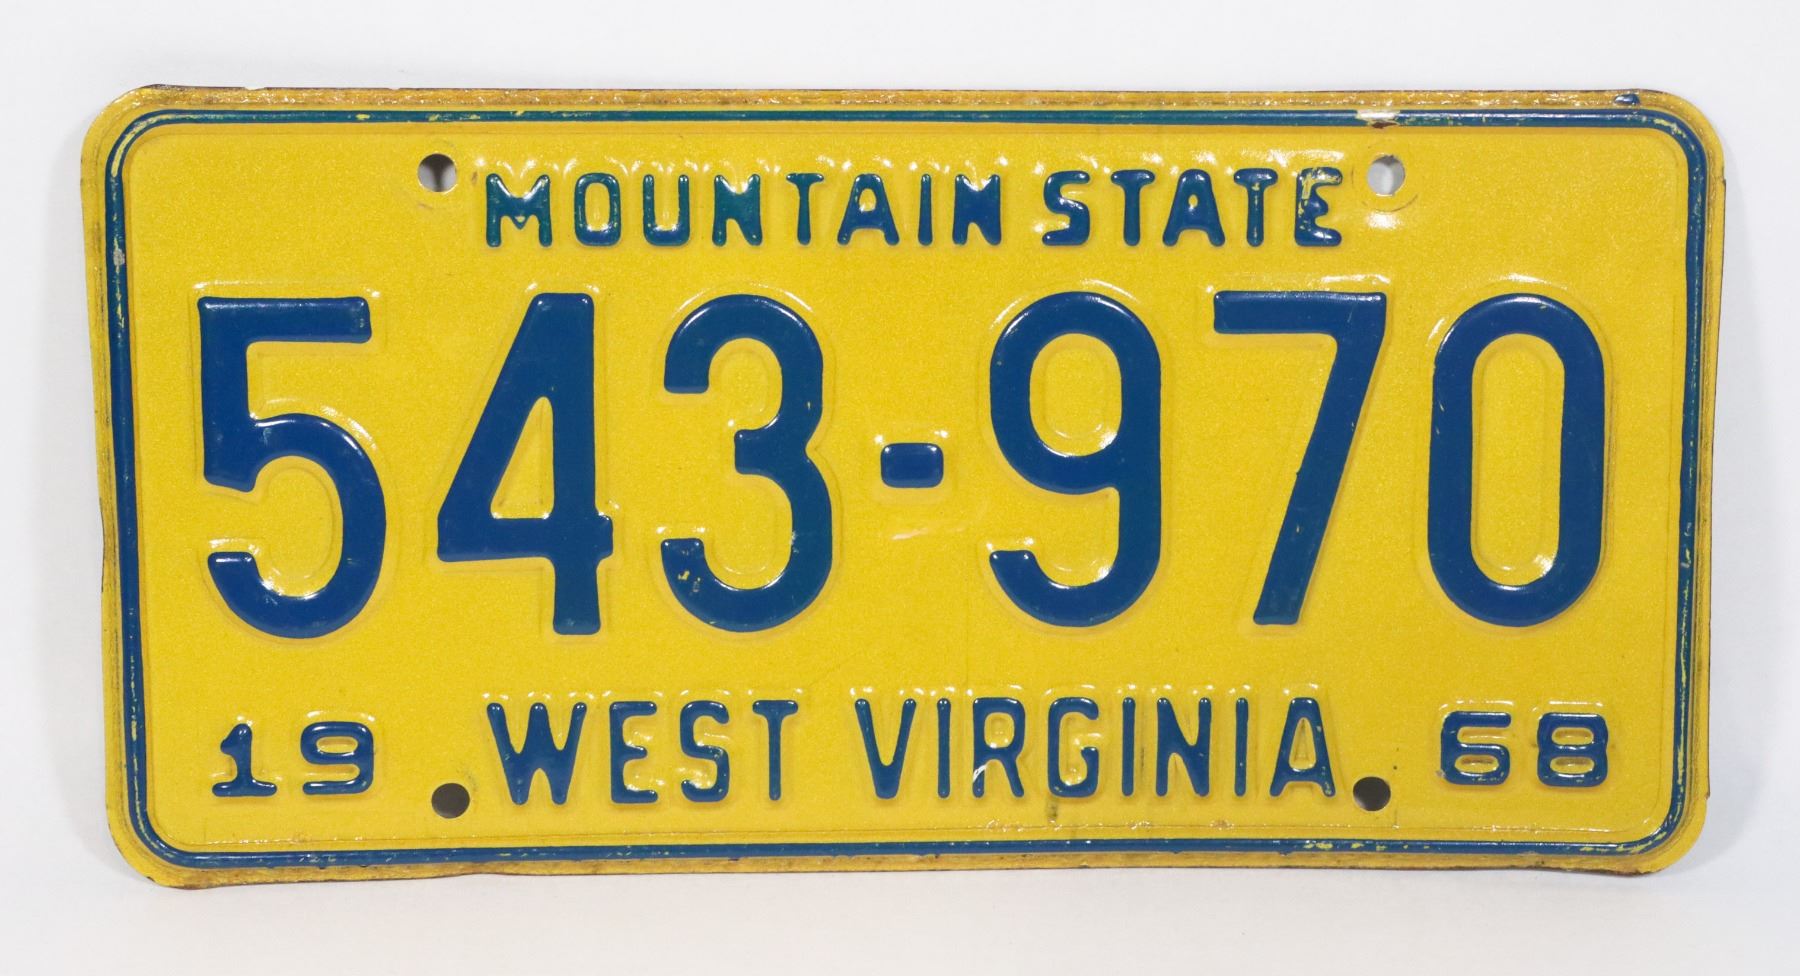 MOUNTAIN STATE
543-970
19 WEST VIRGINIA 68